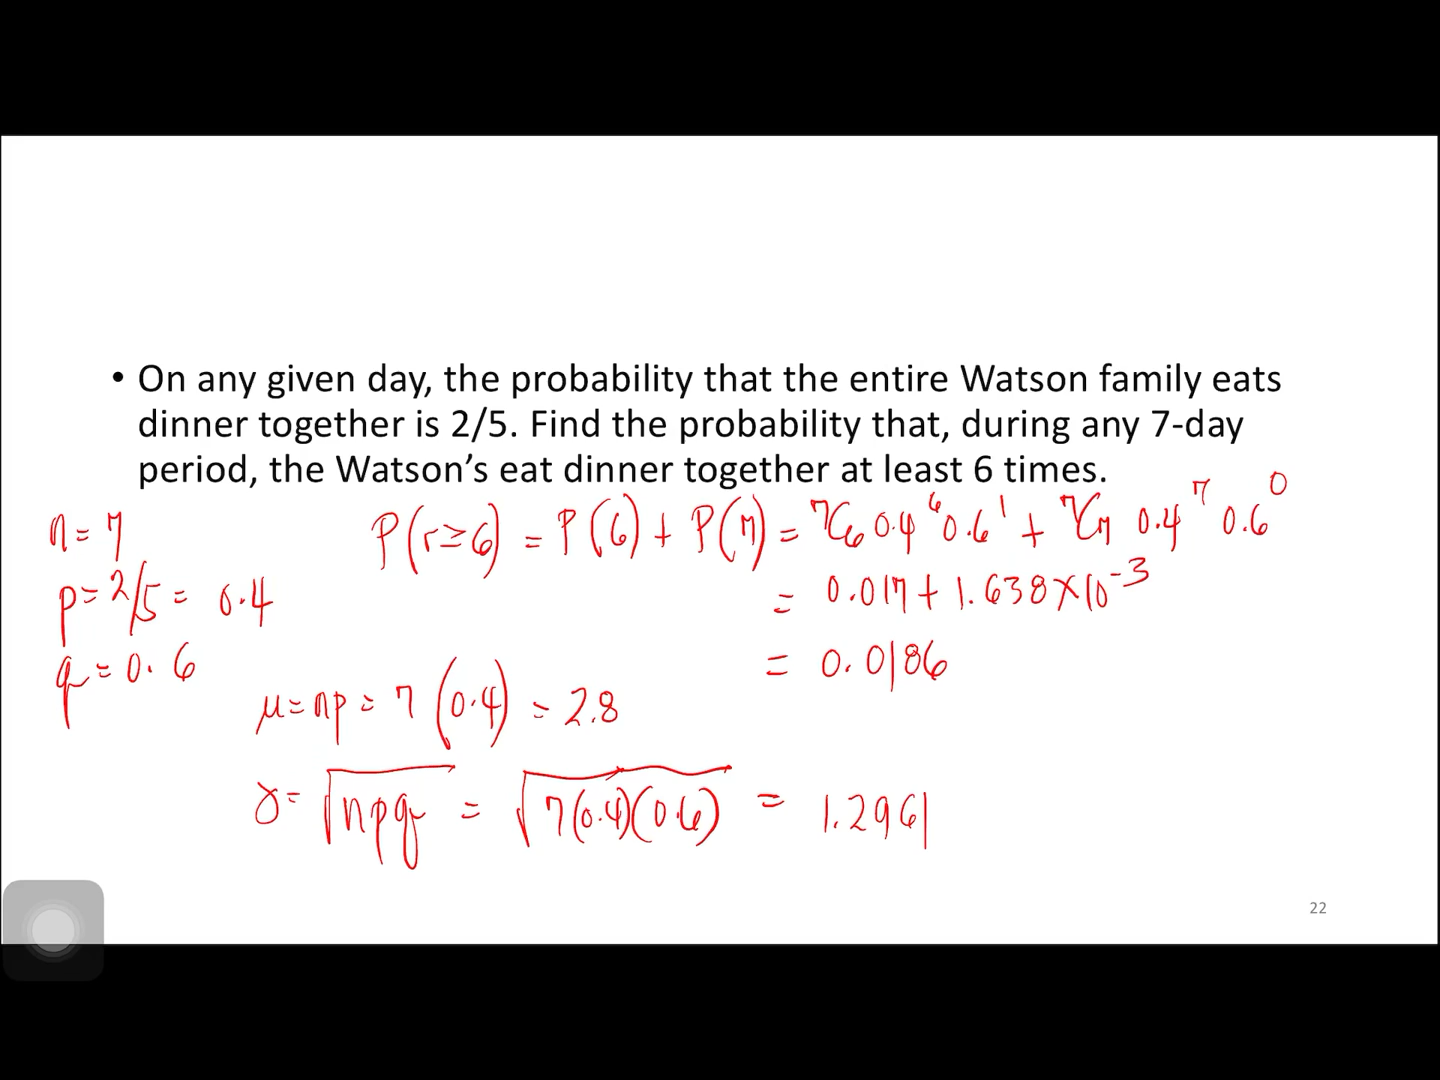 • On any given day, the probability that the entire Watson family eats
dinner together is 2/5. Find the probability that, during any 7-day
period, the Watson’s eat dinner together at least 6 times.
n = 7
P(r ≥ 6) = P(6) + P(7) = ⁷C₆ 0.4⁶ 0.6¹ + ⁷C₇ 0.4⁷ 0.6⁰
p = 2/5 = 0.4
= 0.017 + 1.638 × 10⁻³
q = 0.6
= 0.0186
μ = np = 7(0.4) = 2.8
γ = √npq = √7(0.4)(0.6) = 1.2961
22